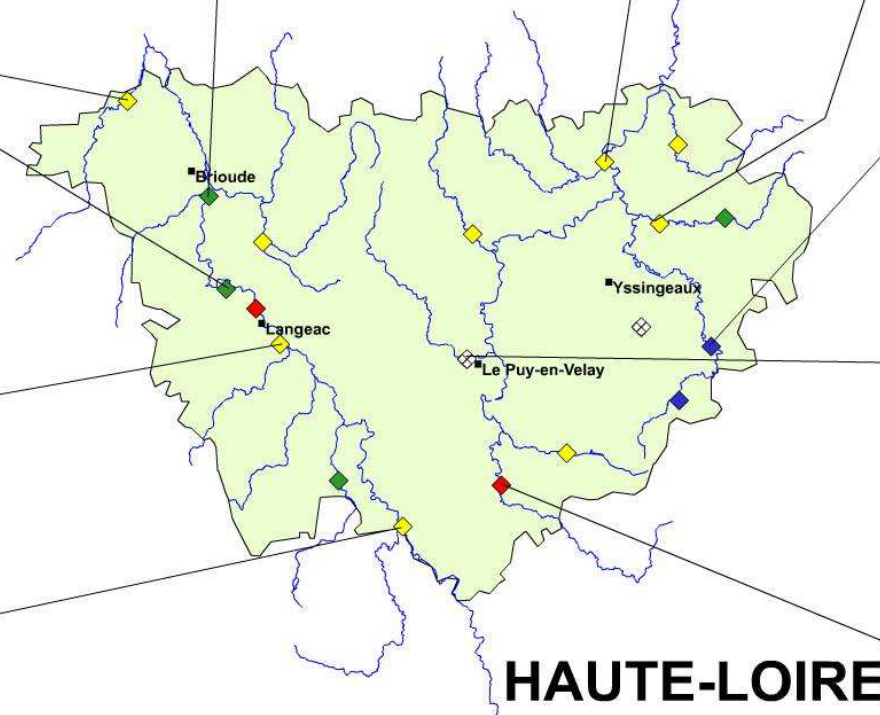 Brioude
Yssingeaux
Langeac
Le Puy-en-Velay
HAUTE-LOIRE